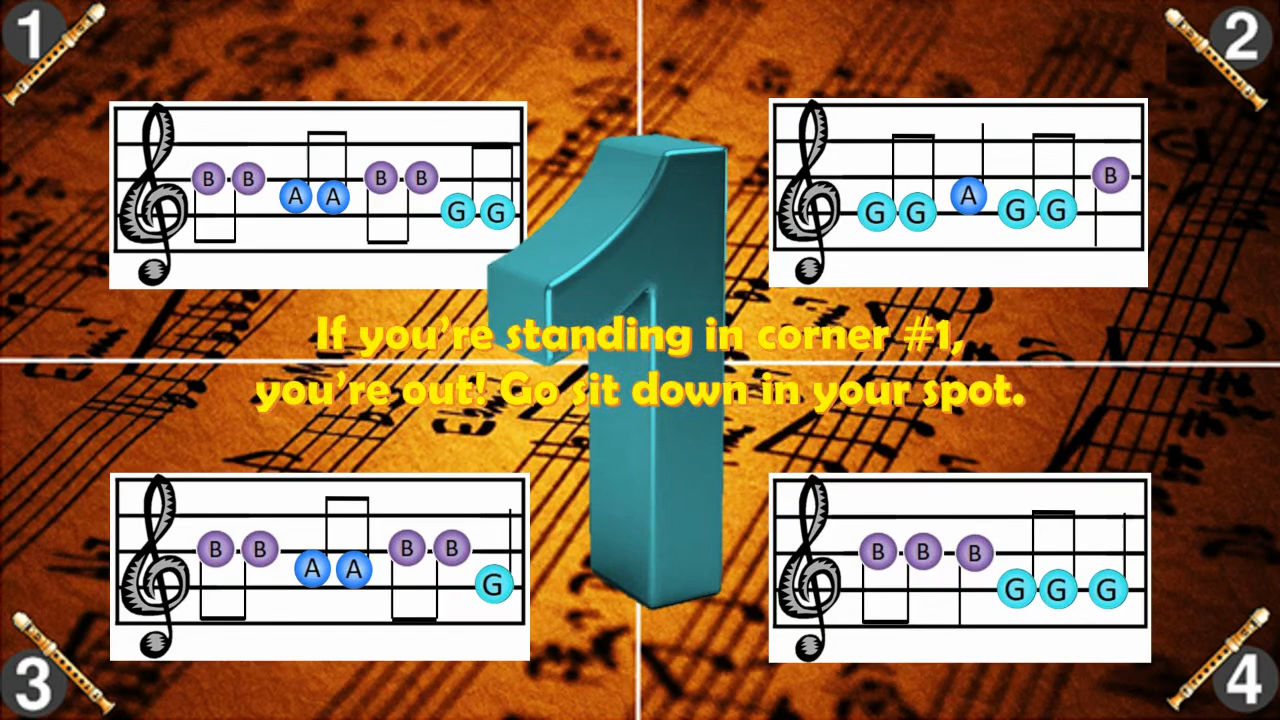 1
2
B B A A B B G G
G G A G G B
1
If you're standing in corner #1,
you're out! Go sit down in your spot.
B B A A B B G
B B B G G G
3
4